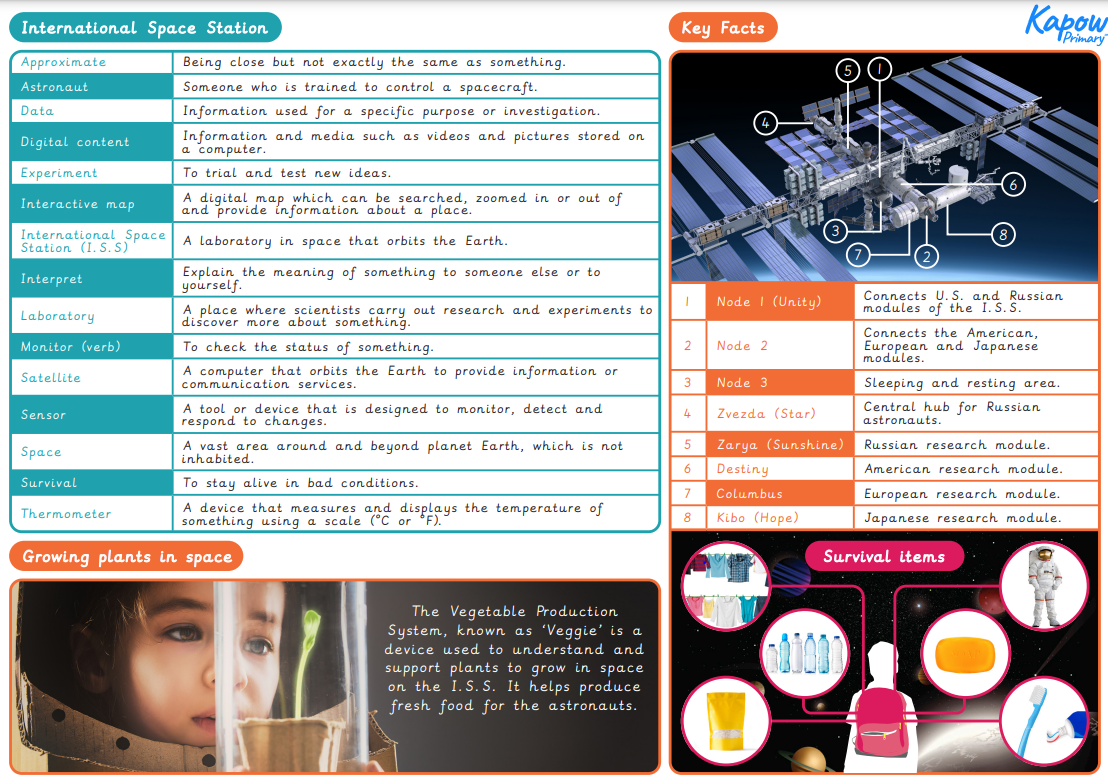 International Space Station
Approximate
Being close but not exactly the same as something.
Astronaut
Someone who is trained to control a spacecraft.
Data
Information used for a specific purpose or investigation.
Digital content
Information and media such as videos and pictures stored on
a computer.
Experiment
To trial and test new ideas.
Interactive map
A digital map which can be searched, zoomed in or out of
and provide information about a place.
International Space
Station (I.S.S)
A laboratory in space that orbits the Earth.
Interpret
Explain the meaning of something to someone else or to
yourself.
Laboratory
A place where scientists carry out research and experiments to
discover more about something.
Monitor (verb)
To check the status of something.
Satellite
A computer that orbits the Earth to provide information or
communication services.
Sensor
A tool or device that is designed to monitor, detect and
respond to changes.
Space
A vast area around and beyond planet Earth, which is not
inhabited.
Survival
To stay alive in bad conditions.
Thermometer
A device that measures and displays the temperature of
something using a scale (°C or °F).
Growing plants in space
The Vegetable Production
System, known as ‘Veggie’ is a
device used to understand and
support plants to grow in space
on the I.S.S. It helps produce
fresh food for the astronauts.
Key Facts
Kapow
Primary
5
1
4
6
3
8
7
2
1
Node 1 (Unity)
Connects U.S. and Russian
modules of the I.S.S.
2
Node 2
Connects the American,
European and Japanese
modules.
3
Node 3
Sleeping and resting area.
4
Zvezda (Star)
Central hub for Russian
astronauts.
5
Zarya (Sunshine)
Russian research module.
6
Destiny
American research module.
7
Columbus
European research module.
8
Kibo (Hope)
Japanese research module.
Survival items